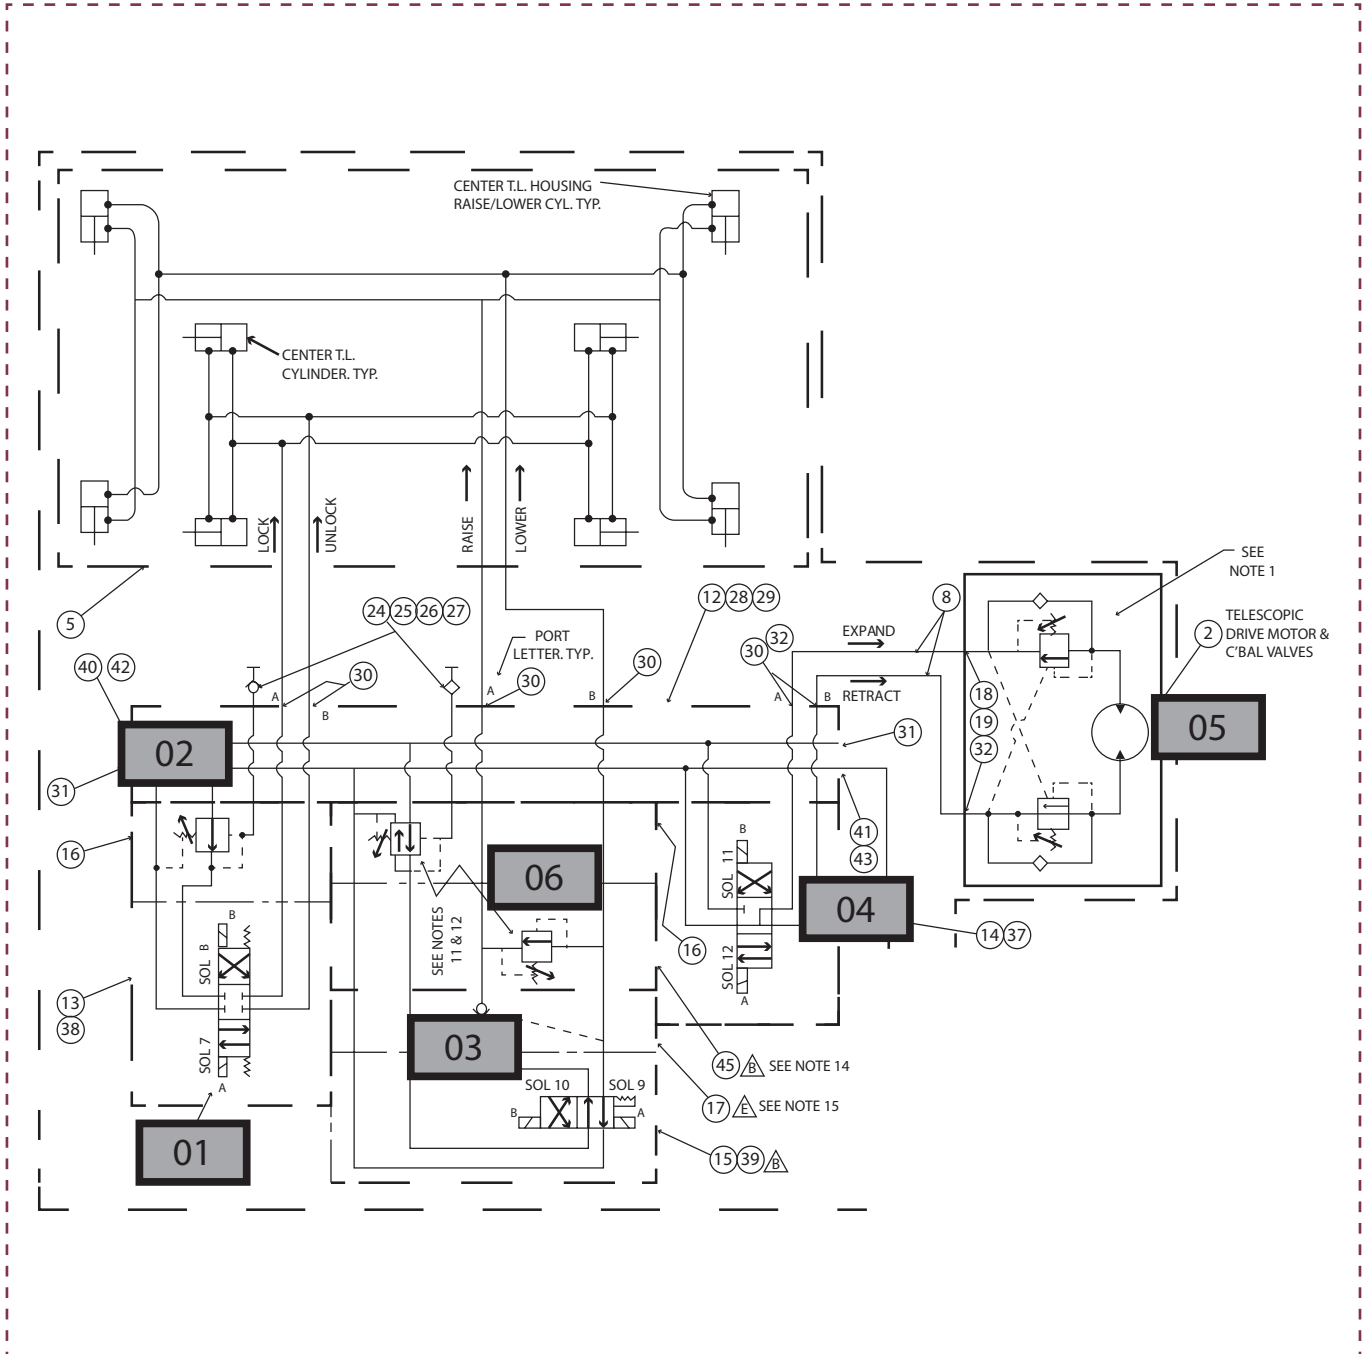 CENTER T.L. HOUSING
RAISE/LOWER CYL. TYP.
CENTER T.L.
CYLINDER. TYP.
LOCK
UNLOCK
RAISE
LOWER
SEE
NOTE 1
5
24 25 26 27
12 28 29
8
2
TELESCOPIC
DRIVE MOTOR &
C'BAL VALVES
EXPAND
RETRACT
PORT
LETTER. TYP.
40 42
30
A
B
A
30
B
30
30 32
A
B
18
19
32
31
02
05
31
16
41
43
B
SOL 11
SOL 12
A
06
04
SEE NOTES
11 & 12
16
14 37
B
SOL B
SOL 7
A
13
38
03
45 B SEE NOTE 14
17 E SEE NOTE 15
SOL 10
SOL 9
B
A
15 39 B
01